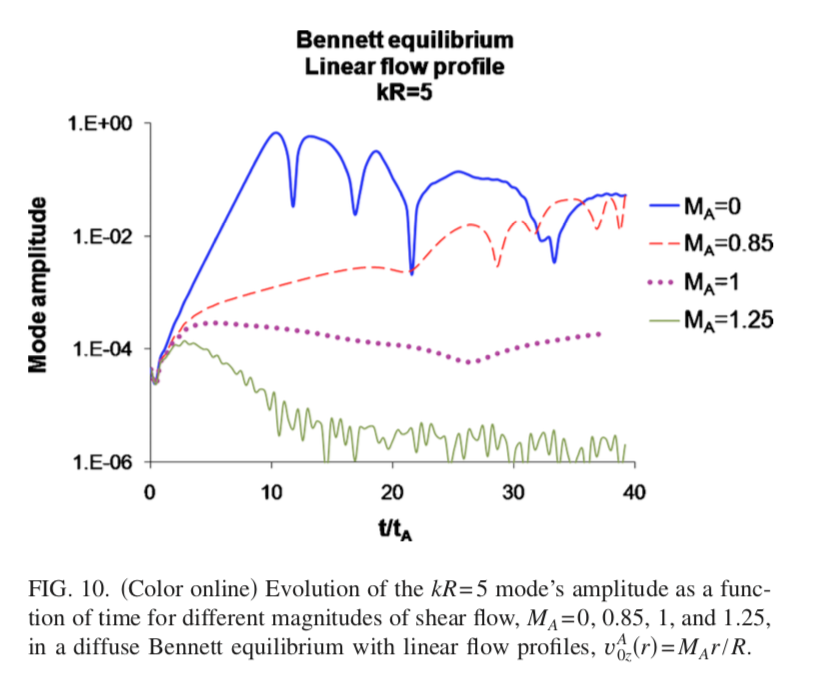 Bennett equilibrium
Linear flow profile
kR=5
1.E+00
1.E-02
1.E-04
1.E-06
Mode amplitude
0
10
20
30
40
t/tA
MA=0
MA=0.85
MA=1
MA=1.25
FIG. 10. (Color online) Evolution of the kR=5 mode's amplitude as a func-
tion of time for different magnitudes of shear flow, MA=0, 0.85, 1, and 1.25,
in a diffuse Bennett equilibrium with linear flow profiles, v0zA(r)=MAr/R.